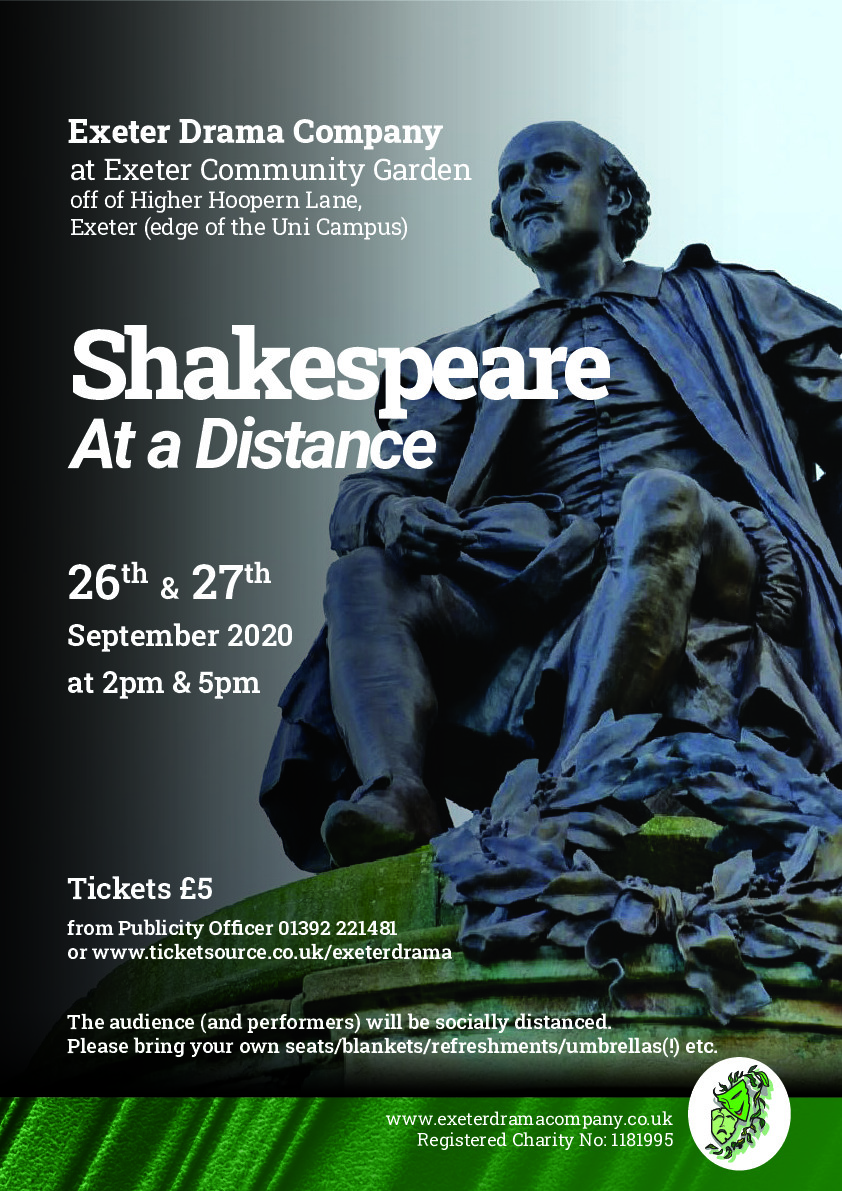 Exeter Drama Company
at Exeter Community Garden
off of Higher Hoopern Lane,
Exeter (edge of the Uni Campus)
Shakespeare
At a Distance
26th & 27th
September 2020
at 2pm & 5pm
Tickets £5
from Publicity Officer 01392 221481
or www.ticketsource.co.uk/exeterdrama
The audience (and performers) will be socially distanced.
Please bring your own seats/blankets/refreshments/umbrellas(!) etc.
www.exeterdramacompany.co.uk
Registered Charity No: 1181995